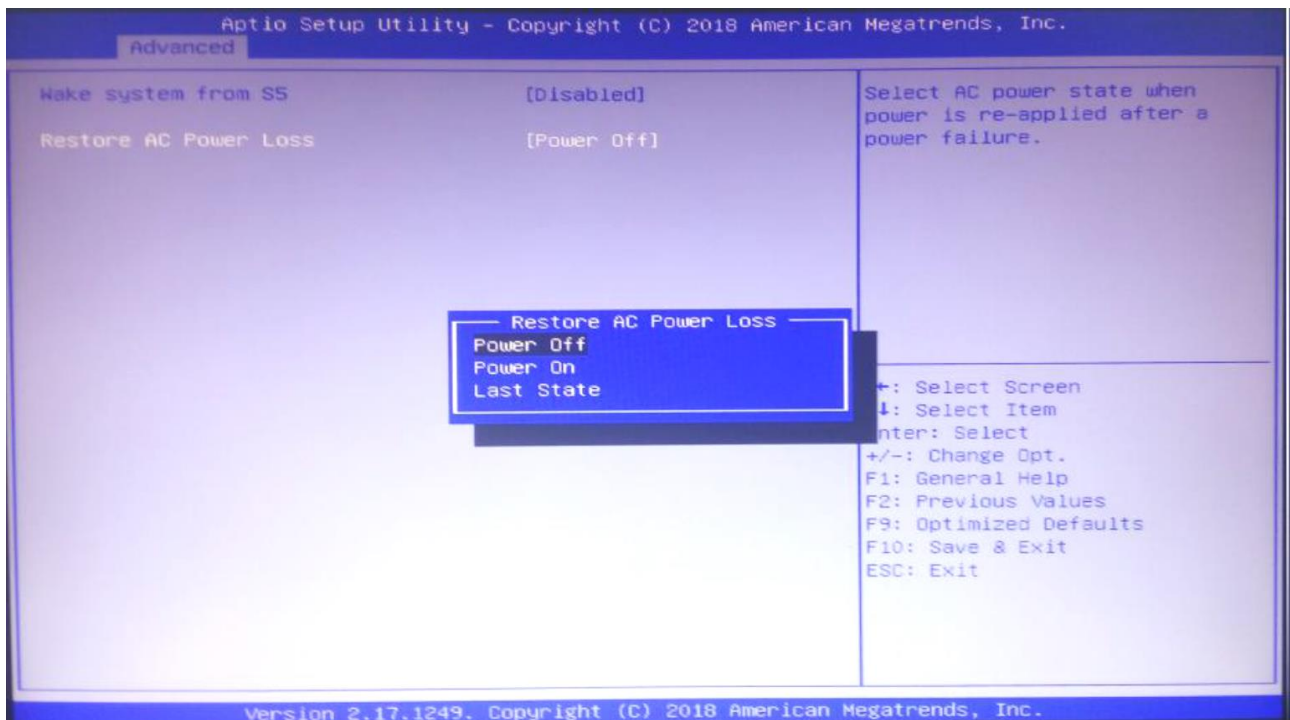 Aptio Setup Utility - Copyright (C) 2018 American Megatrends, Inc.
Advanced
Wake system from S5 [Disabled]
Restore AC Power Loss [Power Off]
Select AC power state when
power is re-applied after a
power failure.
Restore AC Power Loss
Power Off
Power On
Last State
←: Select Screen
↓: Select Item
nter: Select
+/-: Change Opt.
F1: General Help
F2: Previous Values
F9: Optimized Defaults
F10: Save & Exit
ESC: Exit
Version 2.17.1249. Copyright (C) 2018 American Megatrends, Inc.